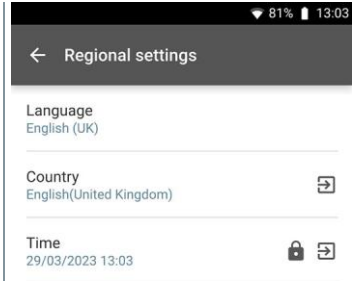 81% 13:03
Regional settings
Language
English (UK)
Country
English(United Kingdom)
Time
29/03/2023 13:03